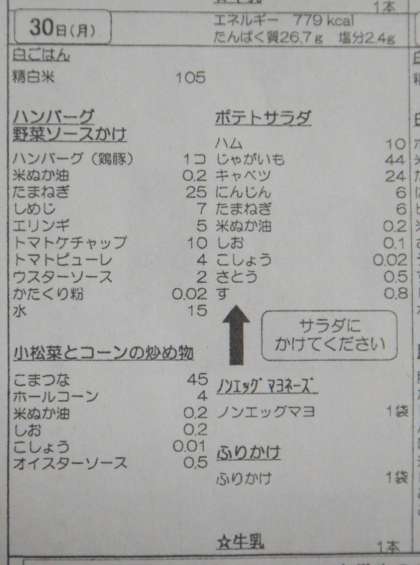 1本
30日(月)
エネルギー 779 kcal
たんぱく質26.7g 塩分2.4g
白ごはん
精白米 105
ハンバーグ
野菜ソースかけ
ハンバーグ(鶏豚) 1コ
米ぬか油 0.2
たまねぎ 25
しめじ 7
エリンギ 5
トマトケチャップ 10
トマトピューレ 4
ウスターソース 2
かたくり粉 0.02
水 15
小松菜とコーンの炒め物
こまつな 45
ホールコーン 4
米ぬか油 0.2
しお 0.2
こしょう 0.01
オイスターソース 0.5
ポテトサラダ
ハム 10
じゃがいも 44
キャベツ 24
にんじん 6
たまねぎ 6
米ぬか油 0.2
しお 0.1
こしょう 0.02
さとう 0.5
す 0.8
サラダに
かけてください
ノンエッグマヨネーズ
ノンエッグマヨ 1袋
ふりかけ
ふりかけ 1袋
☆牛乳 1本